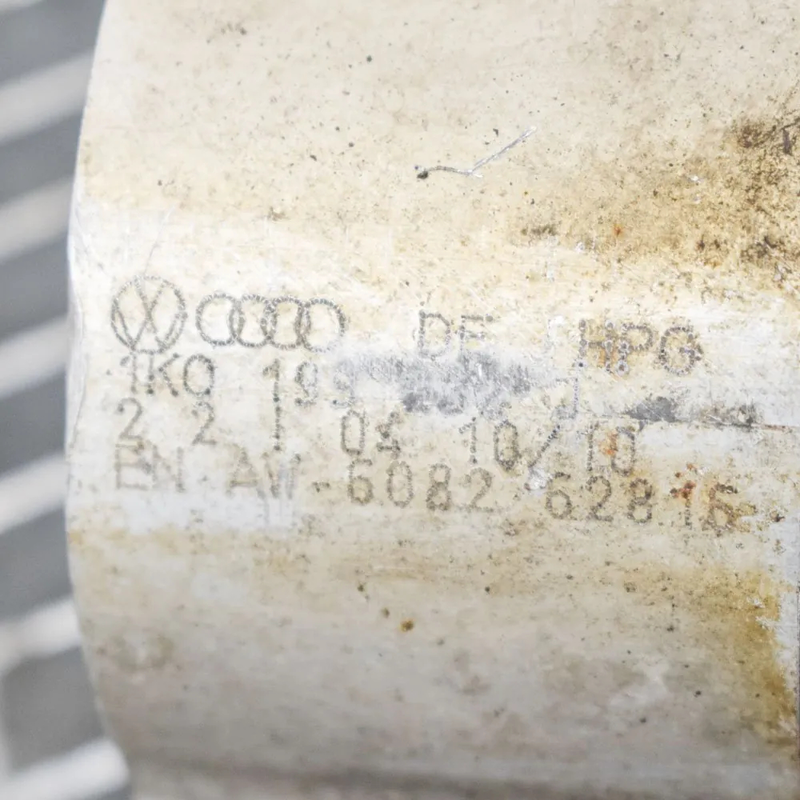 DE HPG
1K0 199
2 2 1 04 10/10
EN AW-6082 62816